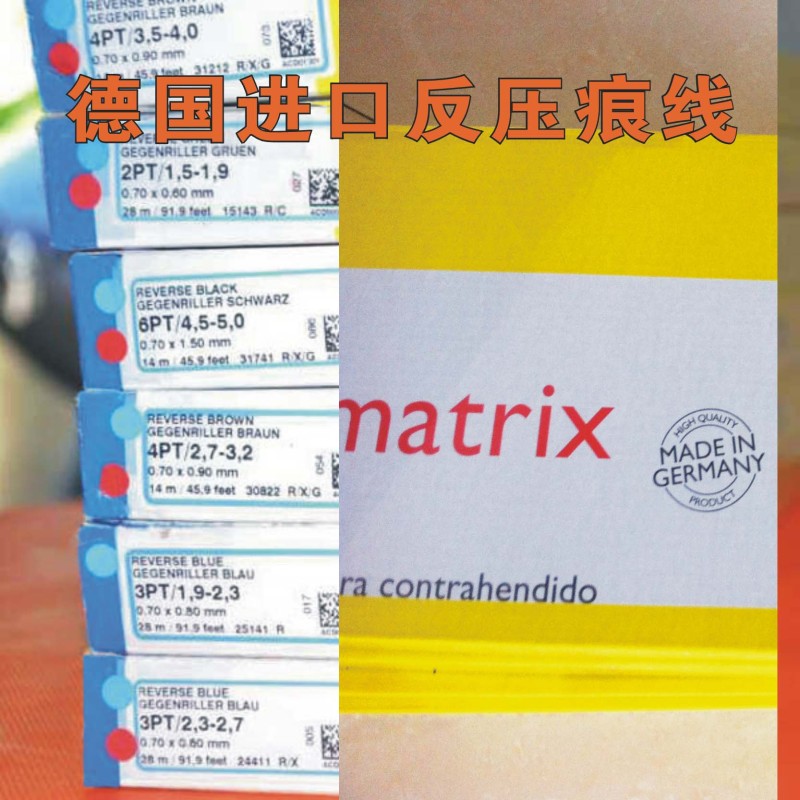 REVERSE BROWN
GEGENRILLER BRAUN
4PT/3,5-4,0
0.70 x 0.90 mm
45,9 feet 31212 R/X/G
073
德国进口反压痕线
GEGENRILLER GRUEN
2PT/1,5-1,9
0.70 x 0.60 mm
28 m / 91.9 feet 15143 R/C
027
REVERSE BLACK
GEGENRILLER SCHWARZ
6PT/4,5-5,0
0.70 x 1.50 mm
14 m / 45,9 feet 31741 R/X/G
REVERSE BROWN
GEGENRILLER BRAUN
4PT/2,7-3,2
0.70 x 0.90 mm
14 m / 45,9 feet 30822 R/X/G
054
REVERSE BLUE
GEGENRILLER BLAU
3PT/1,9-2,3
0.70 x 0.80 mm
28 m / 91.9 feet 25141 R
017
REVERSE BLUE
GEGENRILLER BLAU
3PT/2,3-2,7
0.70 x 0.80 mm
28 m / 91.9 feet 24411 R/X
005
matrix
HIGH QUALITY
MADE IN
GERMANY
PRODUCT
ra contrahendido